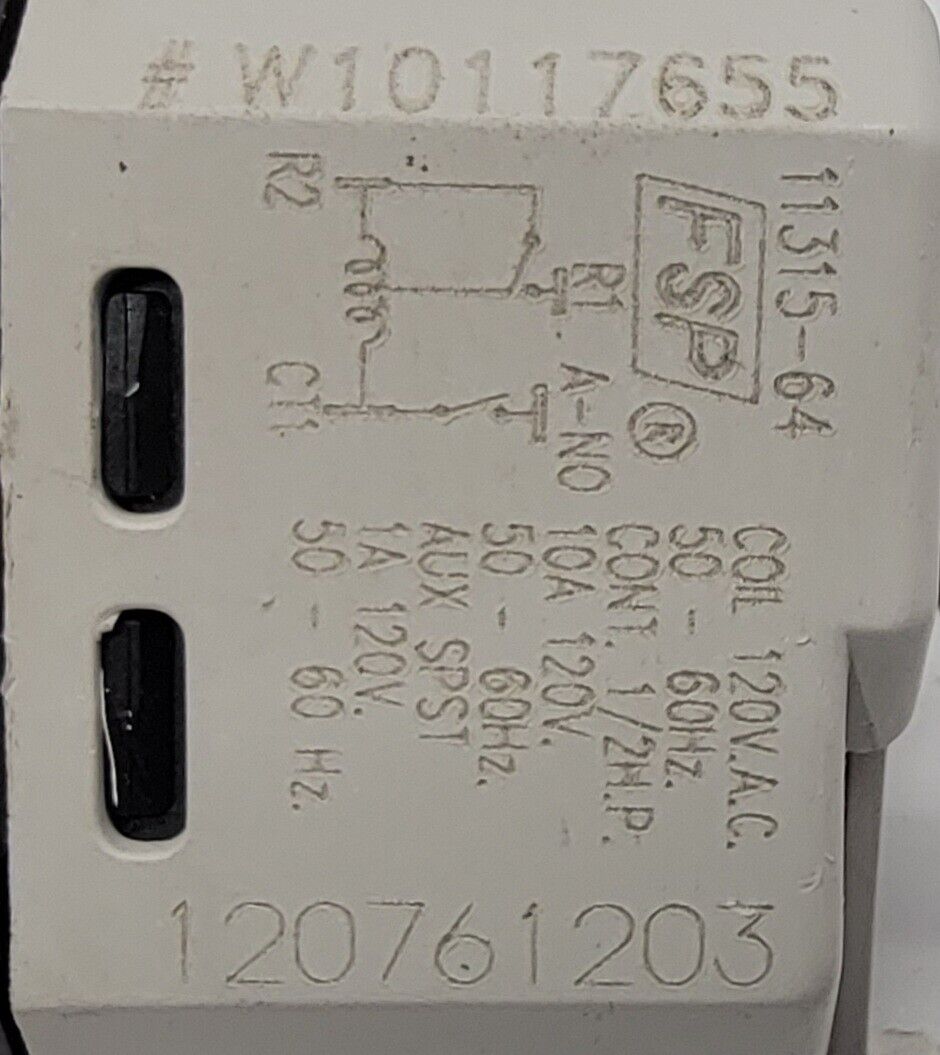 # W10117655
11315-64
FSP
®
R1
A-NO
R2
CT1
COIL 120V.A.C.
50 - 60Hz.
CONT. 1/2H.P.
10A 120V.
50 - 60Hz.
AUX SPST
1A 120V.
50 - 60 Hz.
120761203